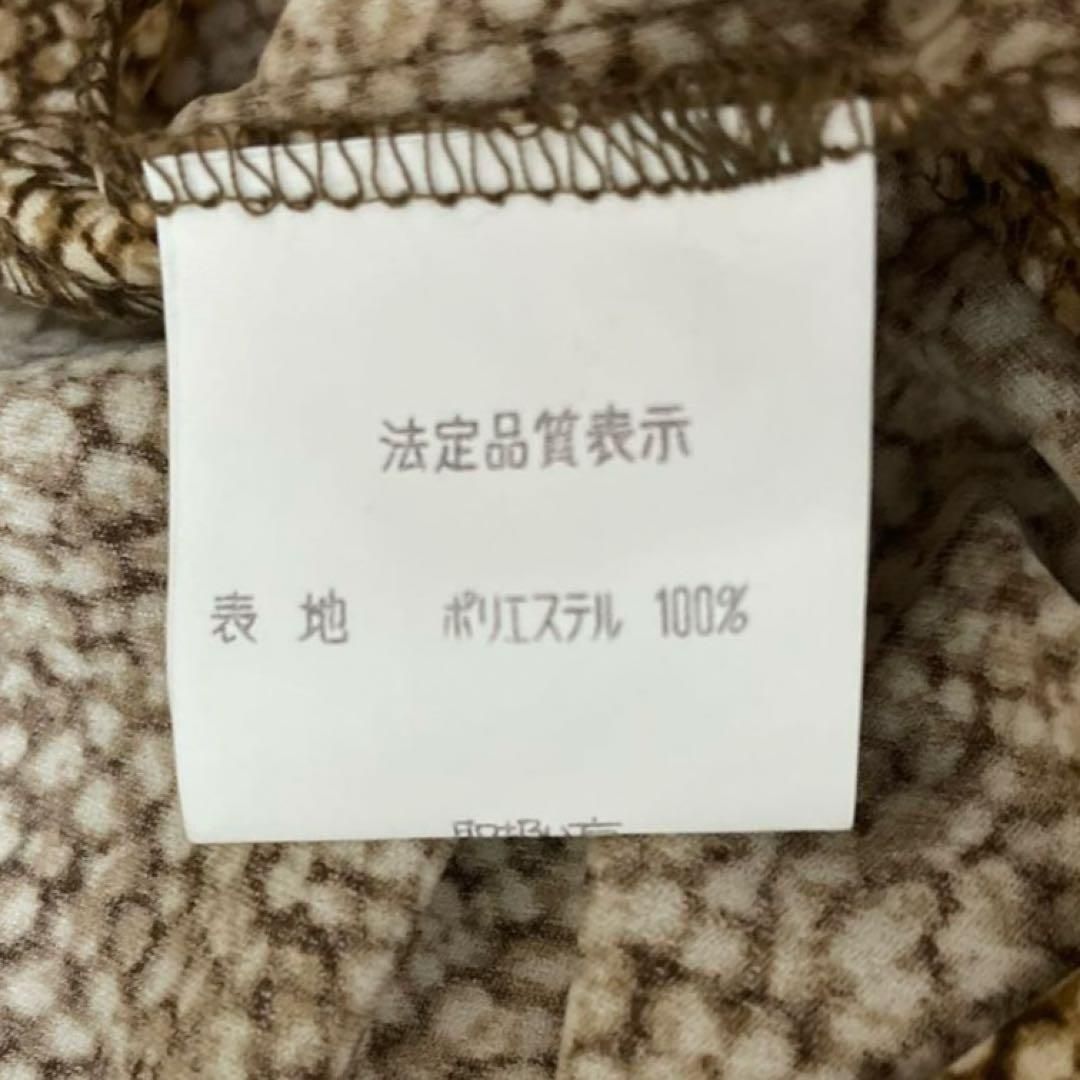 法定品質表示
表 地 ポリエステル 100%